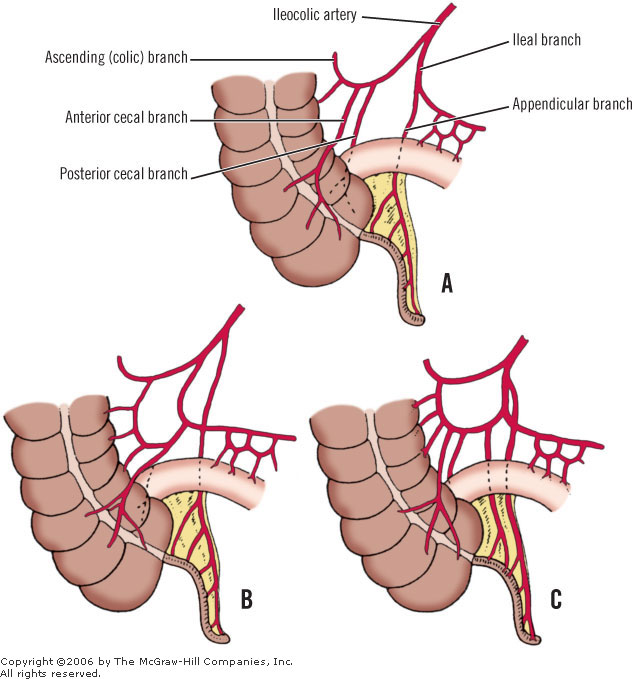 Ileocolic artery
Ascending (colic) branch
Ileal branch
Anterior cecal branch
Appendicular branch
Posterior cecal branch
A
B
C
Copyright ©2006 by The McGraw-Hill Companies, Inc.
All rights reserved.